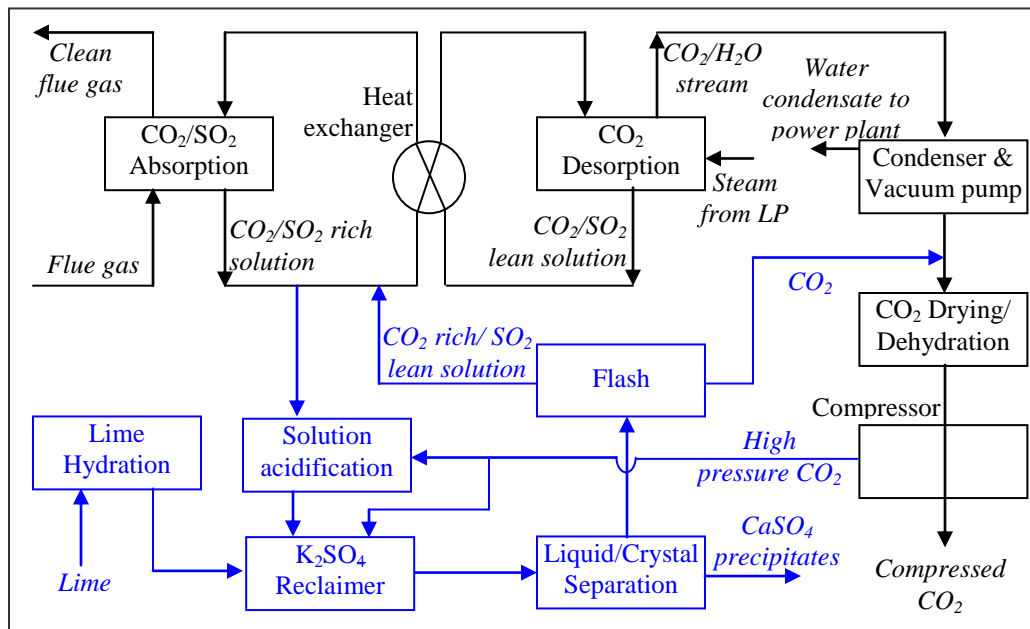 Clean
flue gas
CO₂/SO₂
Absorption
Flue gas
CO₂/SO₂ rich
solution
Heat
exchanger
CO₂
Desorption
CO₂/H₂O
stream
Steam
from LP
CO₂/SO₂
lean solution
Water
condensate to
power plant
Condenser &
Vacuum pump
CO₂
CO₂ Drying/
Dehydration
CO₂ rich/ SO₂
lean solution
Flash
Compressor
High
pressure CO₂
Lime
Hydration
Solution
acidification
Lime
K₂SO₄
Reclaimer
Liquid/Crystal
Separation
CaSO₄
precipitates
Compressed
CO₂